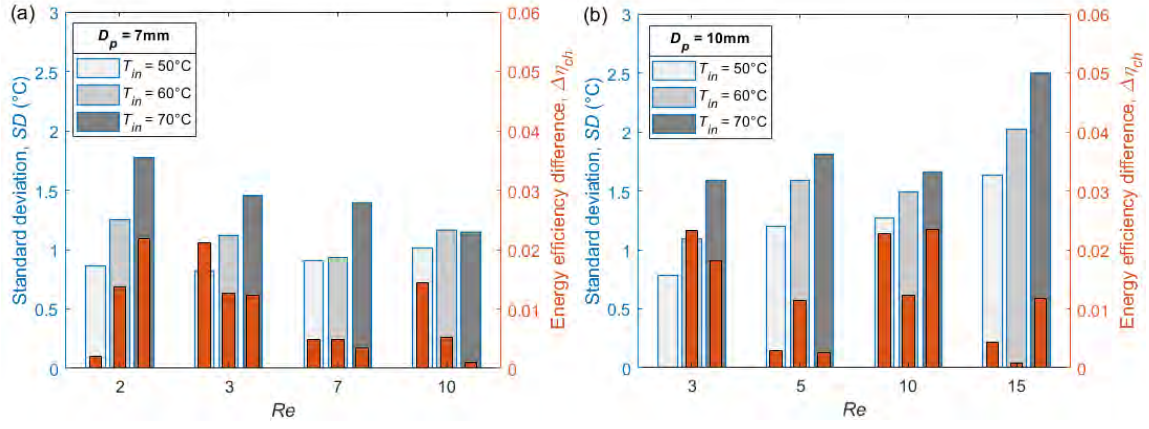 (a)
Standard deviation, SD (°C)
3
2.5
2
1.5
1
0.5
0
D_p = 7mm
T_in = 50°C
T_in = 60°C
T_in = 70°C
0.06
0.05
0.04
0.03
0.02
0.01
0
Energy efficiency difference, Δη_ch
2 3 7 10
Re
(b)
Standard deviation, SD (°C)
3
2.5
2
1.5
1
0.5
0
D_p = 10mm
T_in = 50°C
T_in = 60°C
T_in = 70°C
0.06
0.05
0.04
0.03
0.02
0.01
0
Energy efficiency difference, Δη_ch
3 5 10 15
Re